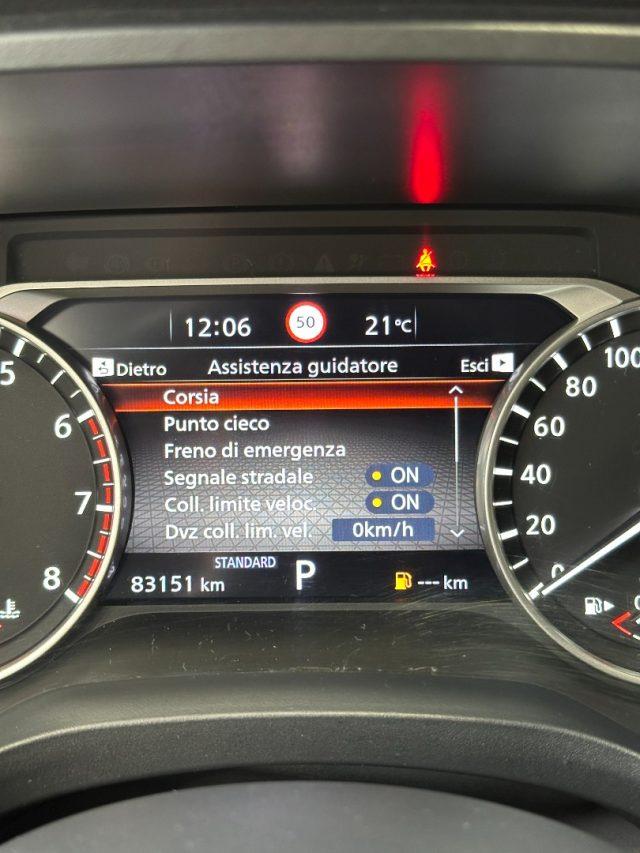 12:06 50 21°C
Dietro Assistenza guidatore Esci
Corsia
Punto cieco
Freno di emergenza
Segnale stradale ON
Coll. limite veloc. ON
Dvz coll. lim. vel. 0km/h
STANDARD
83151 km P --- km
5
6
7
8
100
80
60
40
20
0